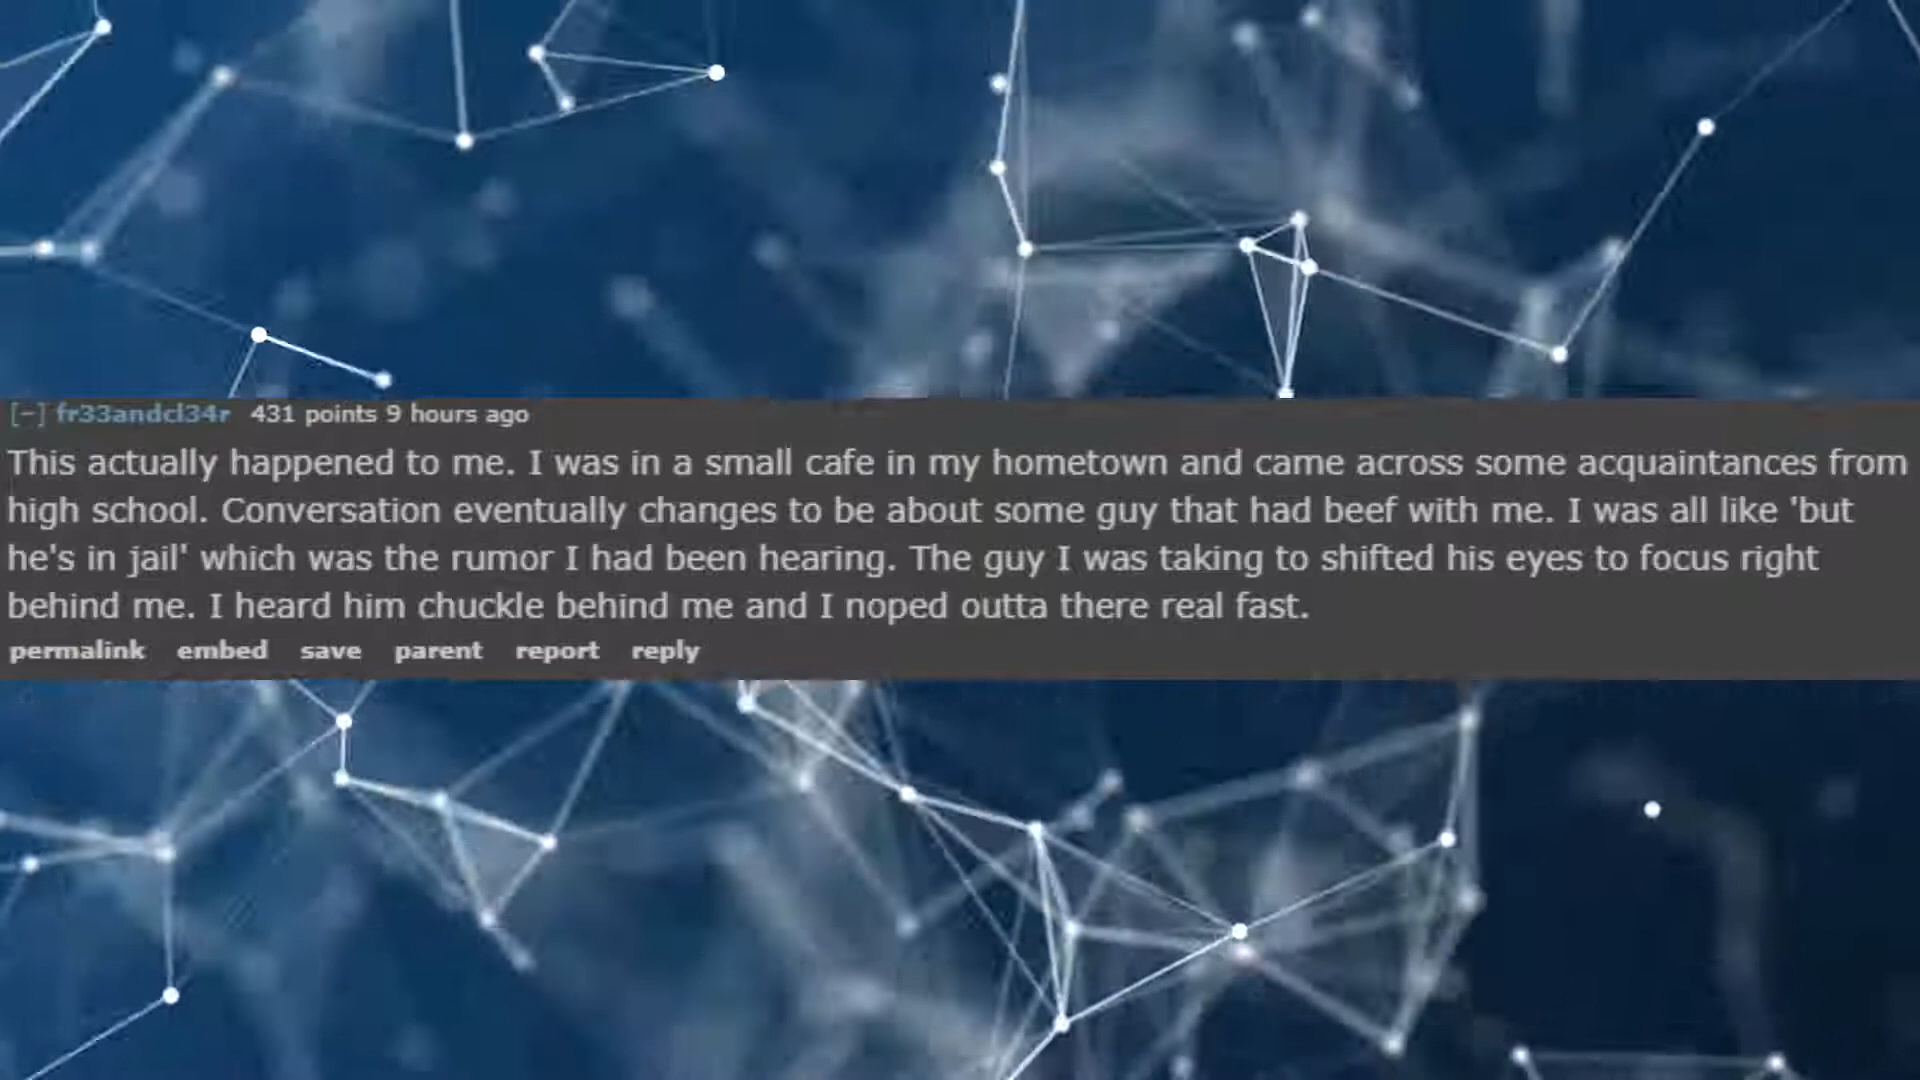 [-] fr33andcl34r 431 points 9 hours ago
This actually happened to me. I was in a small cafe in my hometown and came across some acquaintances from
high school. Conversation eventually changes to be about some guy that had beef with me. I was all like 'but
he's in jail' which was the rumor I had been hearing. The guy I was taking to shifted his eyes to focus right
behind me. I heard him chuckle behind me and I noped outta there real fast.
permalink embed save parent report reply